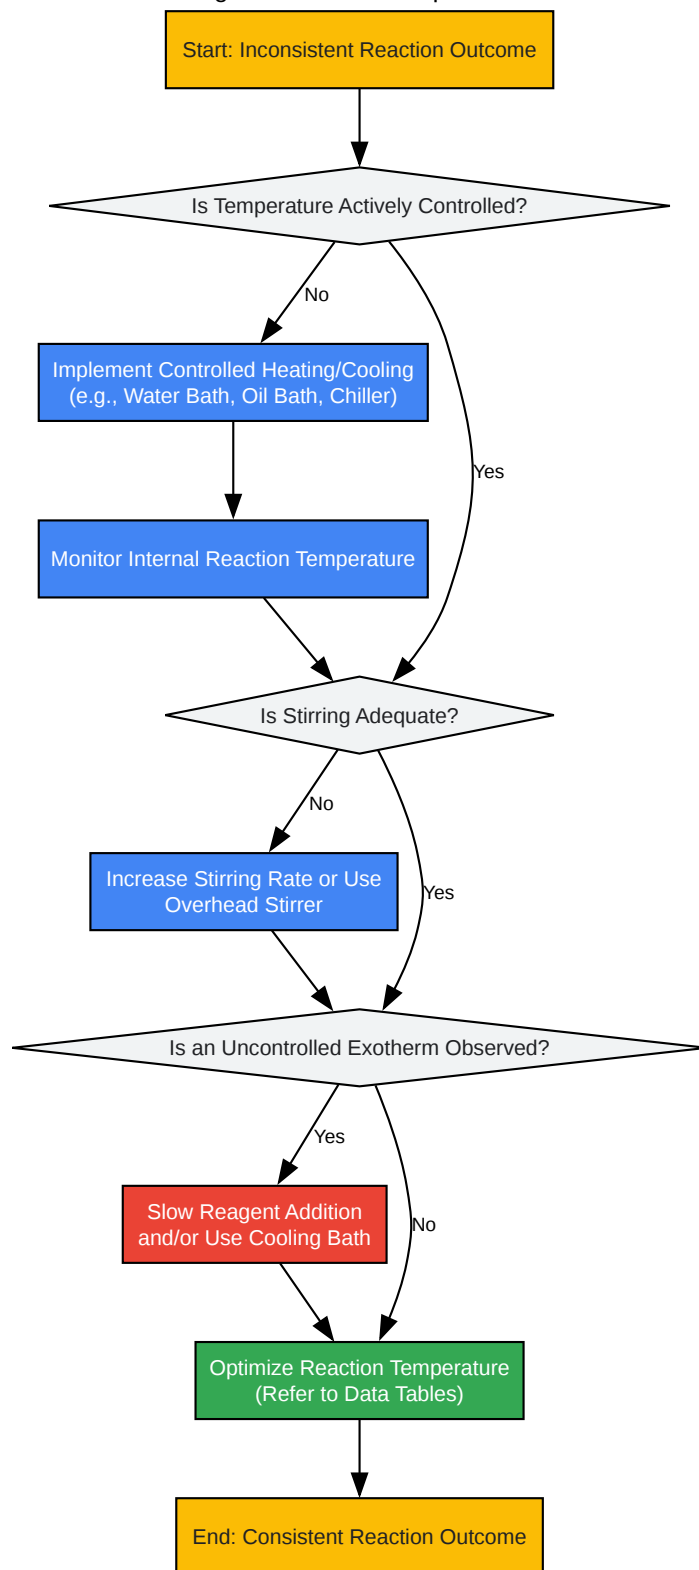 Start: Inconsistent Reaction Outcome
Is Temperature Actively Controlled?
No
Implement Controlled Heating/Cooling
(e.g., Water Bath, Oil Bath, Chiller)
Yes
Monitor Internal Reaction Temperature
Is Stirring Adequate?
No
Increase Stirring Rate or Use
Overhead Stirrer
Yes
Is an Uncontrolled Exotherm Observed?
Yes
Slow Reagent Addition
and/or Use Cooling Bath
No
Optimize Reaction Temperature
(Refer to Data Tables)
End: Consistent Reaction Outcome